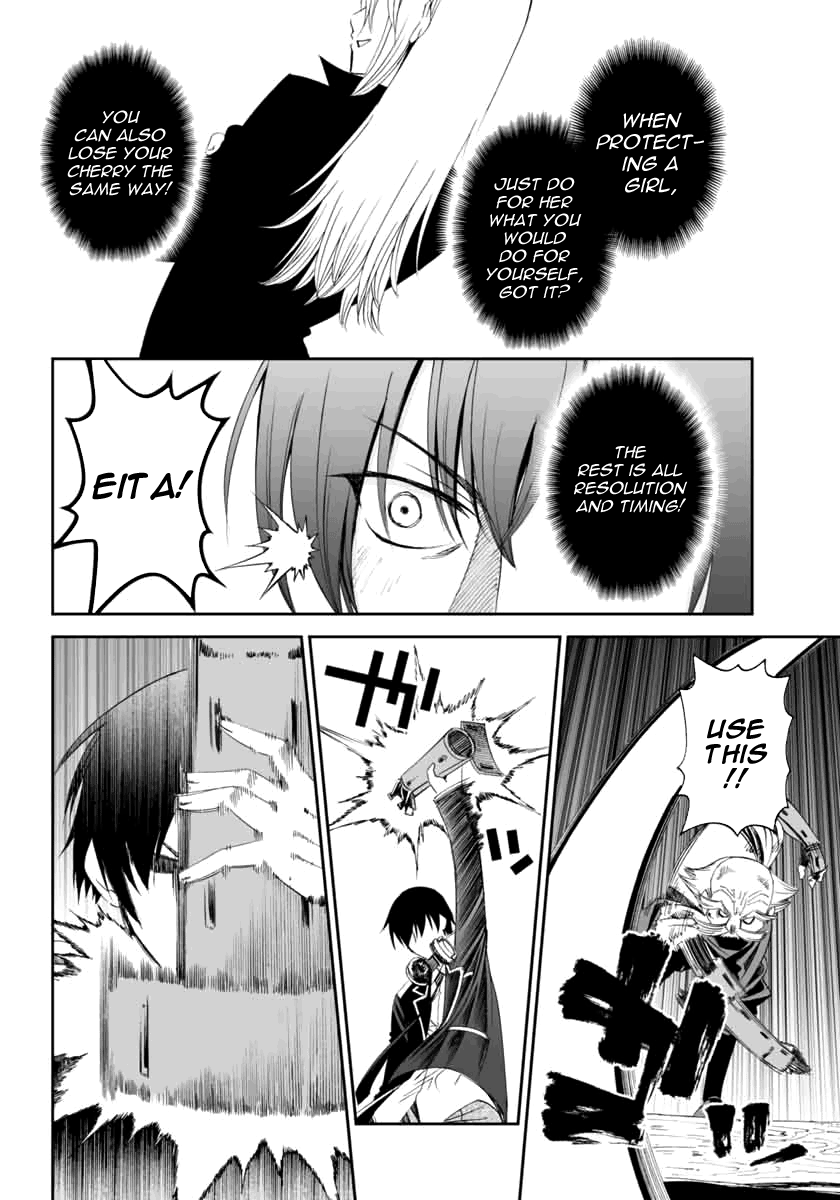 WHEN
PROTECT-
ING A
GIRL,
JUST DO
FOR HER
WHAT YOU
WOULD
DO FOR
YOURSELF,
GOT IT?
YOU
CAN ALSO
LOSE YOUR
CHERRY THE
SAME WAY!
THE
REST IS ALL
RESOLUTION
AND TIMING!
EITA!
USE
THIS
!!